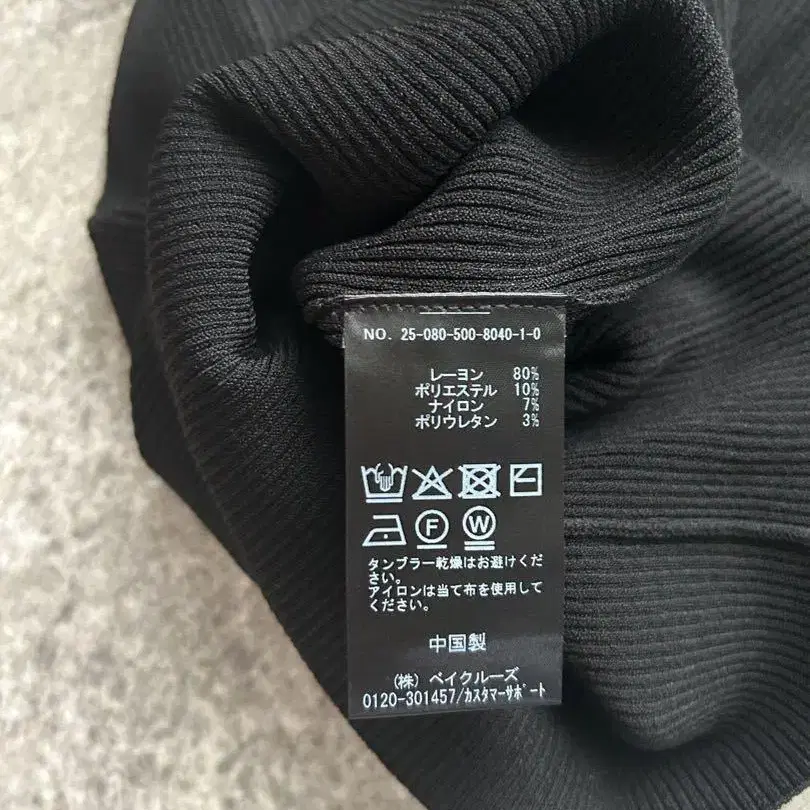 NO. 25-080-500-8040-1-0
レーヨン 80%
ポリエステル 10%
ナイロン 7%
ポリウレタン 3%
F W
タンブラー乾燥はお避けくだ
さい。
アイロンは当て布を使用して
ください。
中国製
(株) ベイクルーズ
0120-301457/カスタマーサポート